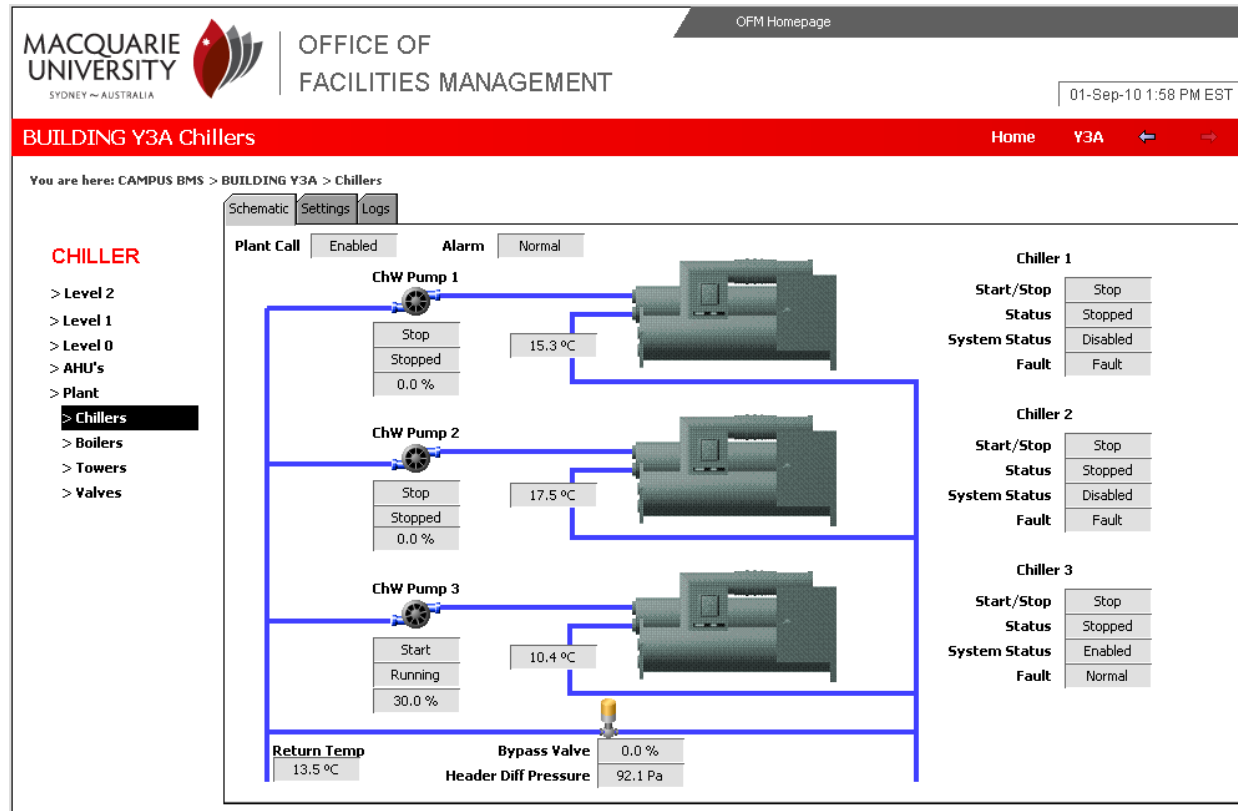 OFM Homepage
MACQUARIE
UNIVERSITY
SYDNEY ~ AUSTRALIA
OFFICE OF
FACILITIES MANAGEMENT
01-Sep-10 1:58 PM EST
BUILDING Y3A Chillers
Home Y3A
You are here: CAMPUS BMS > BUILDING Y3A > Chillers
Schematic Settings Logs
CHILLER
> Level 2
> Level 1
> Level 0
> AHU's
> Plant
> Chillers
> Boilers
> Towers
> Valves
Plant Call Enabled Alarm Normal
ChW Pump 1
Stop
Stopped
0.0 %
15.3 ºC
Chiller 1
Start/Stop Stop
Status Stopped
System Status Disabled
Fault Fault
ChW Pump 2
Stop
Stopped
0.0 %
17.5 ºC
Chiller 2
Start/Stop Stop
Status Stopped
System Status Disabled
Fault Fault
ChW Pump 3
Start
Running
30.0 %
10.4 ºC
Chiller 3
Start/Stop Stop
Status Stopped
System Status Enabled
Fault Normal
Return Temp
13.5 ºC
Bypass Valve 0.0 %
Header Diff Pressure 92.1 Pa